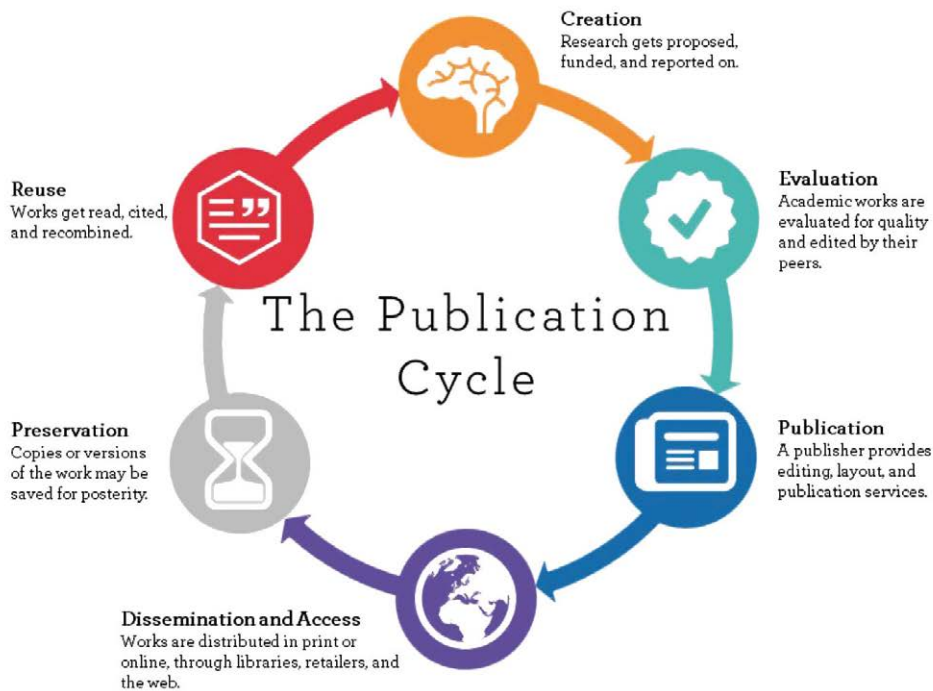 Creation
Research gets proposed,
funded, and reported on.
Evaluation
Academic works are
evaluated for quality
and edited by their
peers.
Publication
A publisher provides
editing, layout, and
publication services.
Dissemination and Access
Works are distributed in print or
online, through libraries, retailers, and
the web.
Preservation
Copies or versions
of the work may be
saved for posterity.
Reuse
Works get read, cited,
and recombined.
The Publication
Cycle